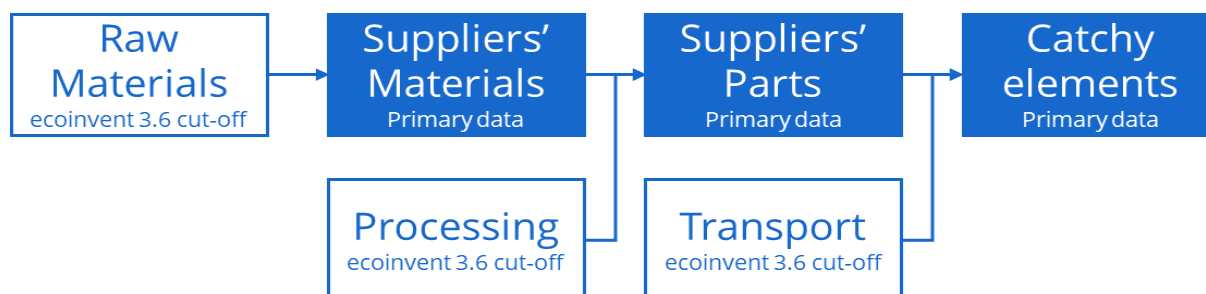 Raw
Materials
ecoinvent 3.6 cut-off
Suppliers’
Materials
Primary data
Suppliers’
Parts
Primary data
Catchy
elements
Primary data
Processing
ecoinvent 3.6 cut-off
Transport
ecoinvent 3.6 cut-off